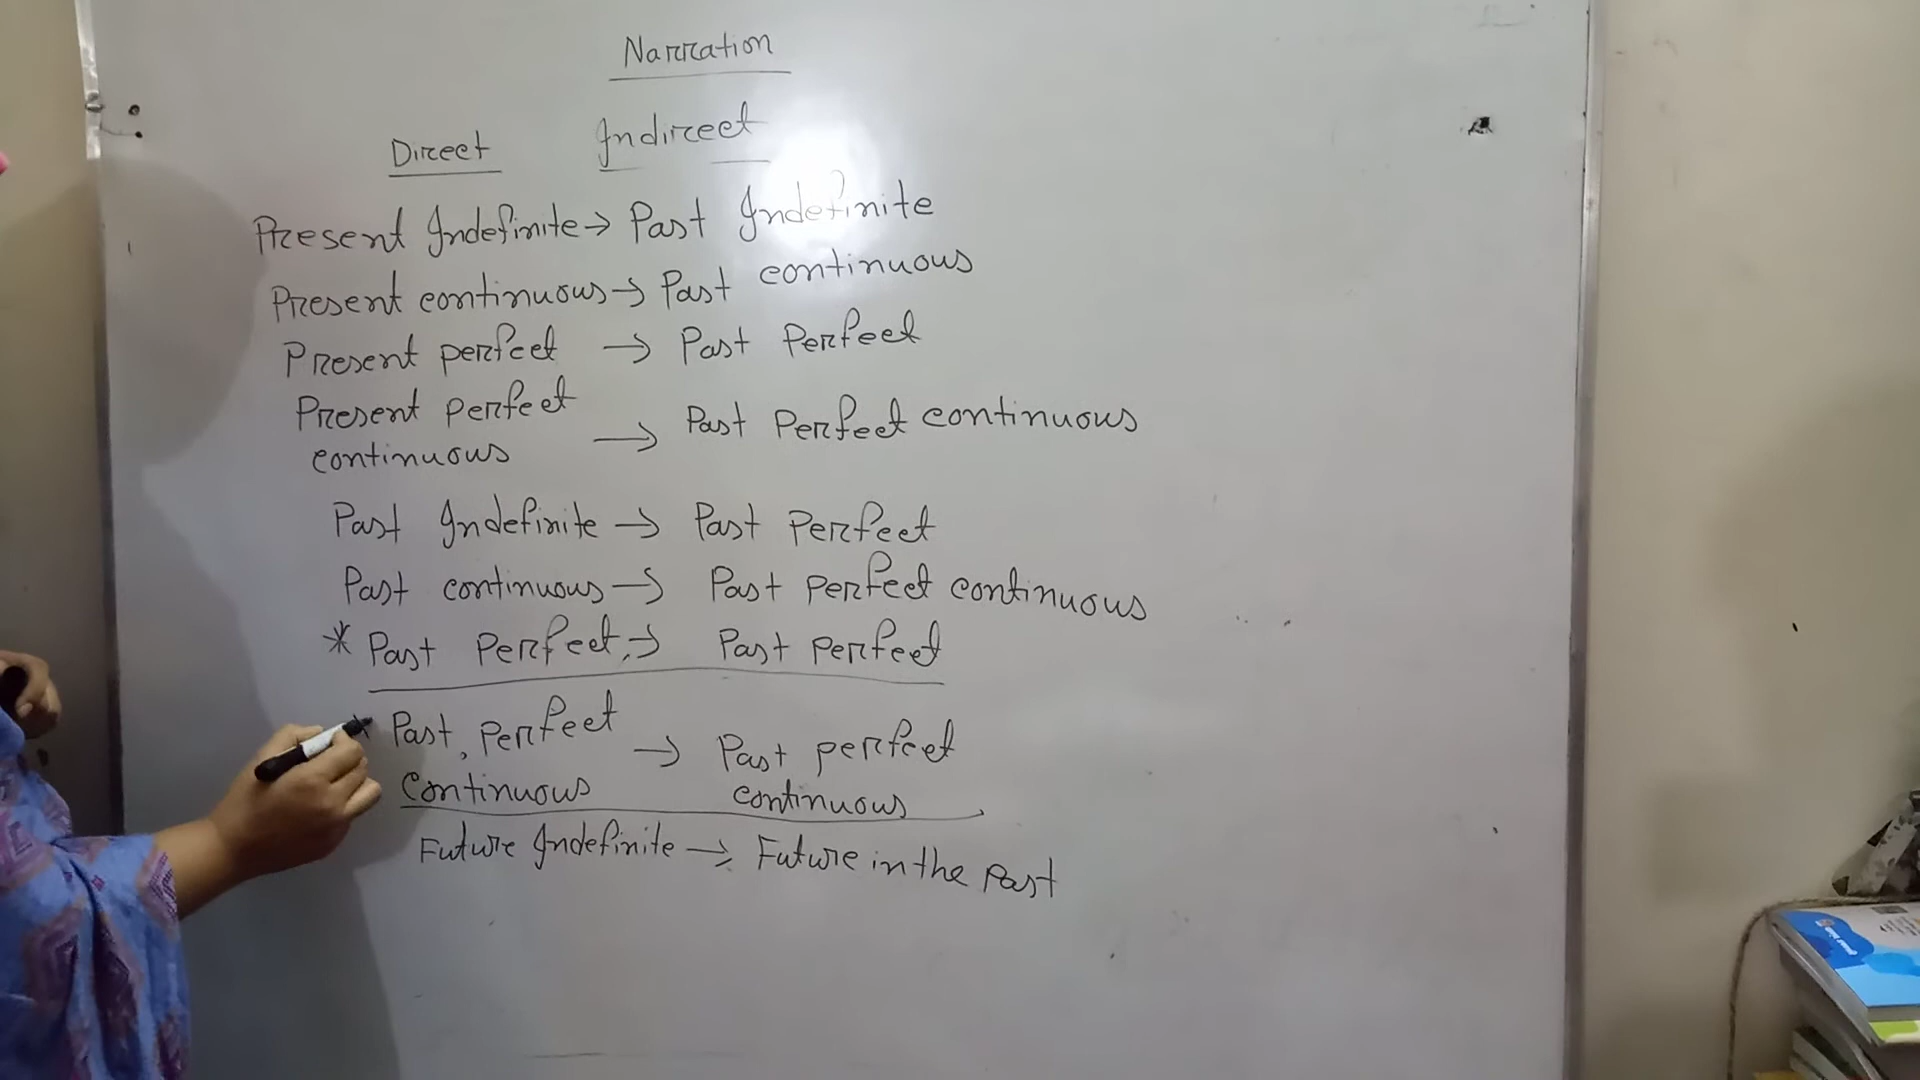 Narration
Direct Indirect
Present Indefinite → Past Indefinite
Present continuous → Past continuous
Present perfect → Past Perfect
Present perfect continuous → Past Perfect continuous
Past Indefinite → Past Perfect
Past continuous → Past perfect continuous
* Past Perfect → Past perfect
* Past Perfect Continuous → Past perfect continuous
Future Indefinite → Future in the Past